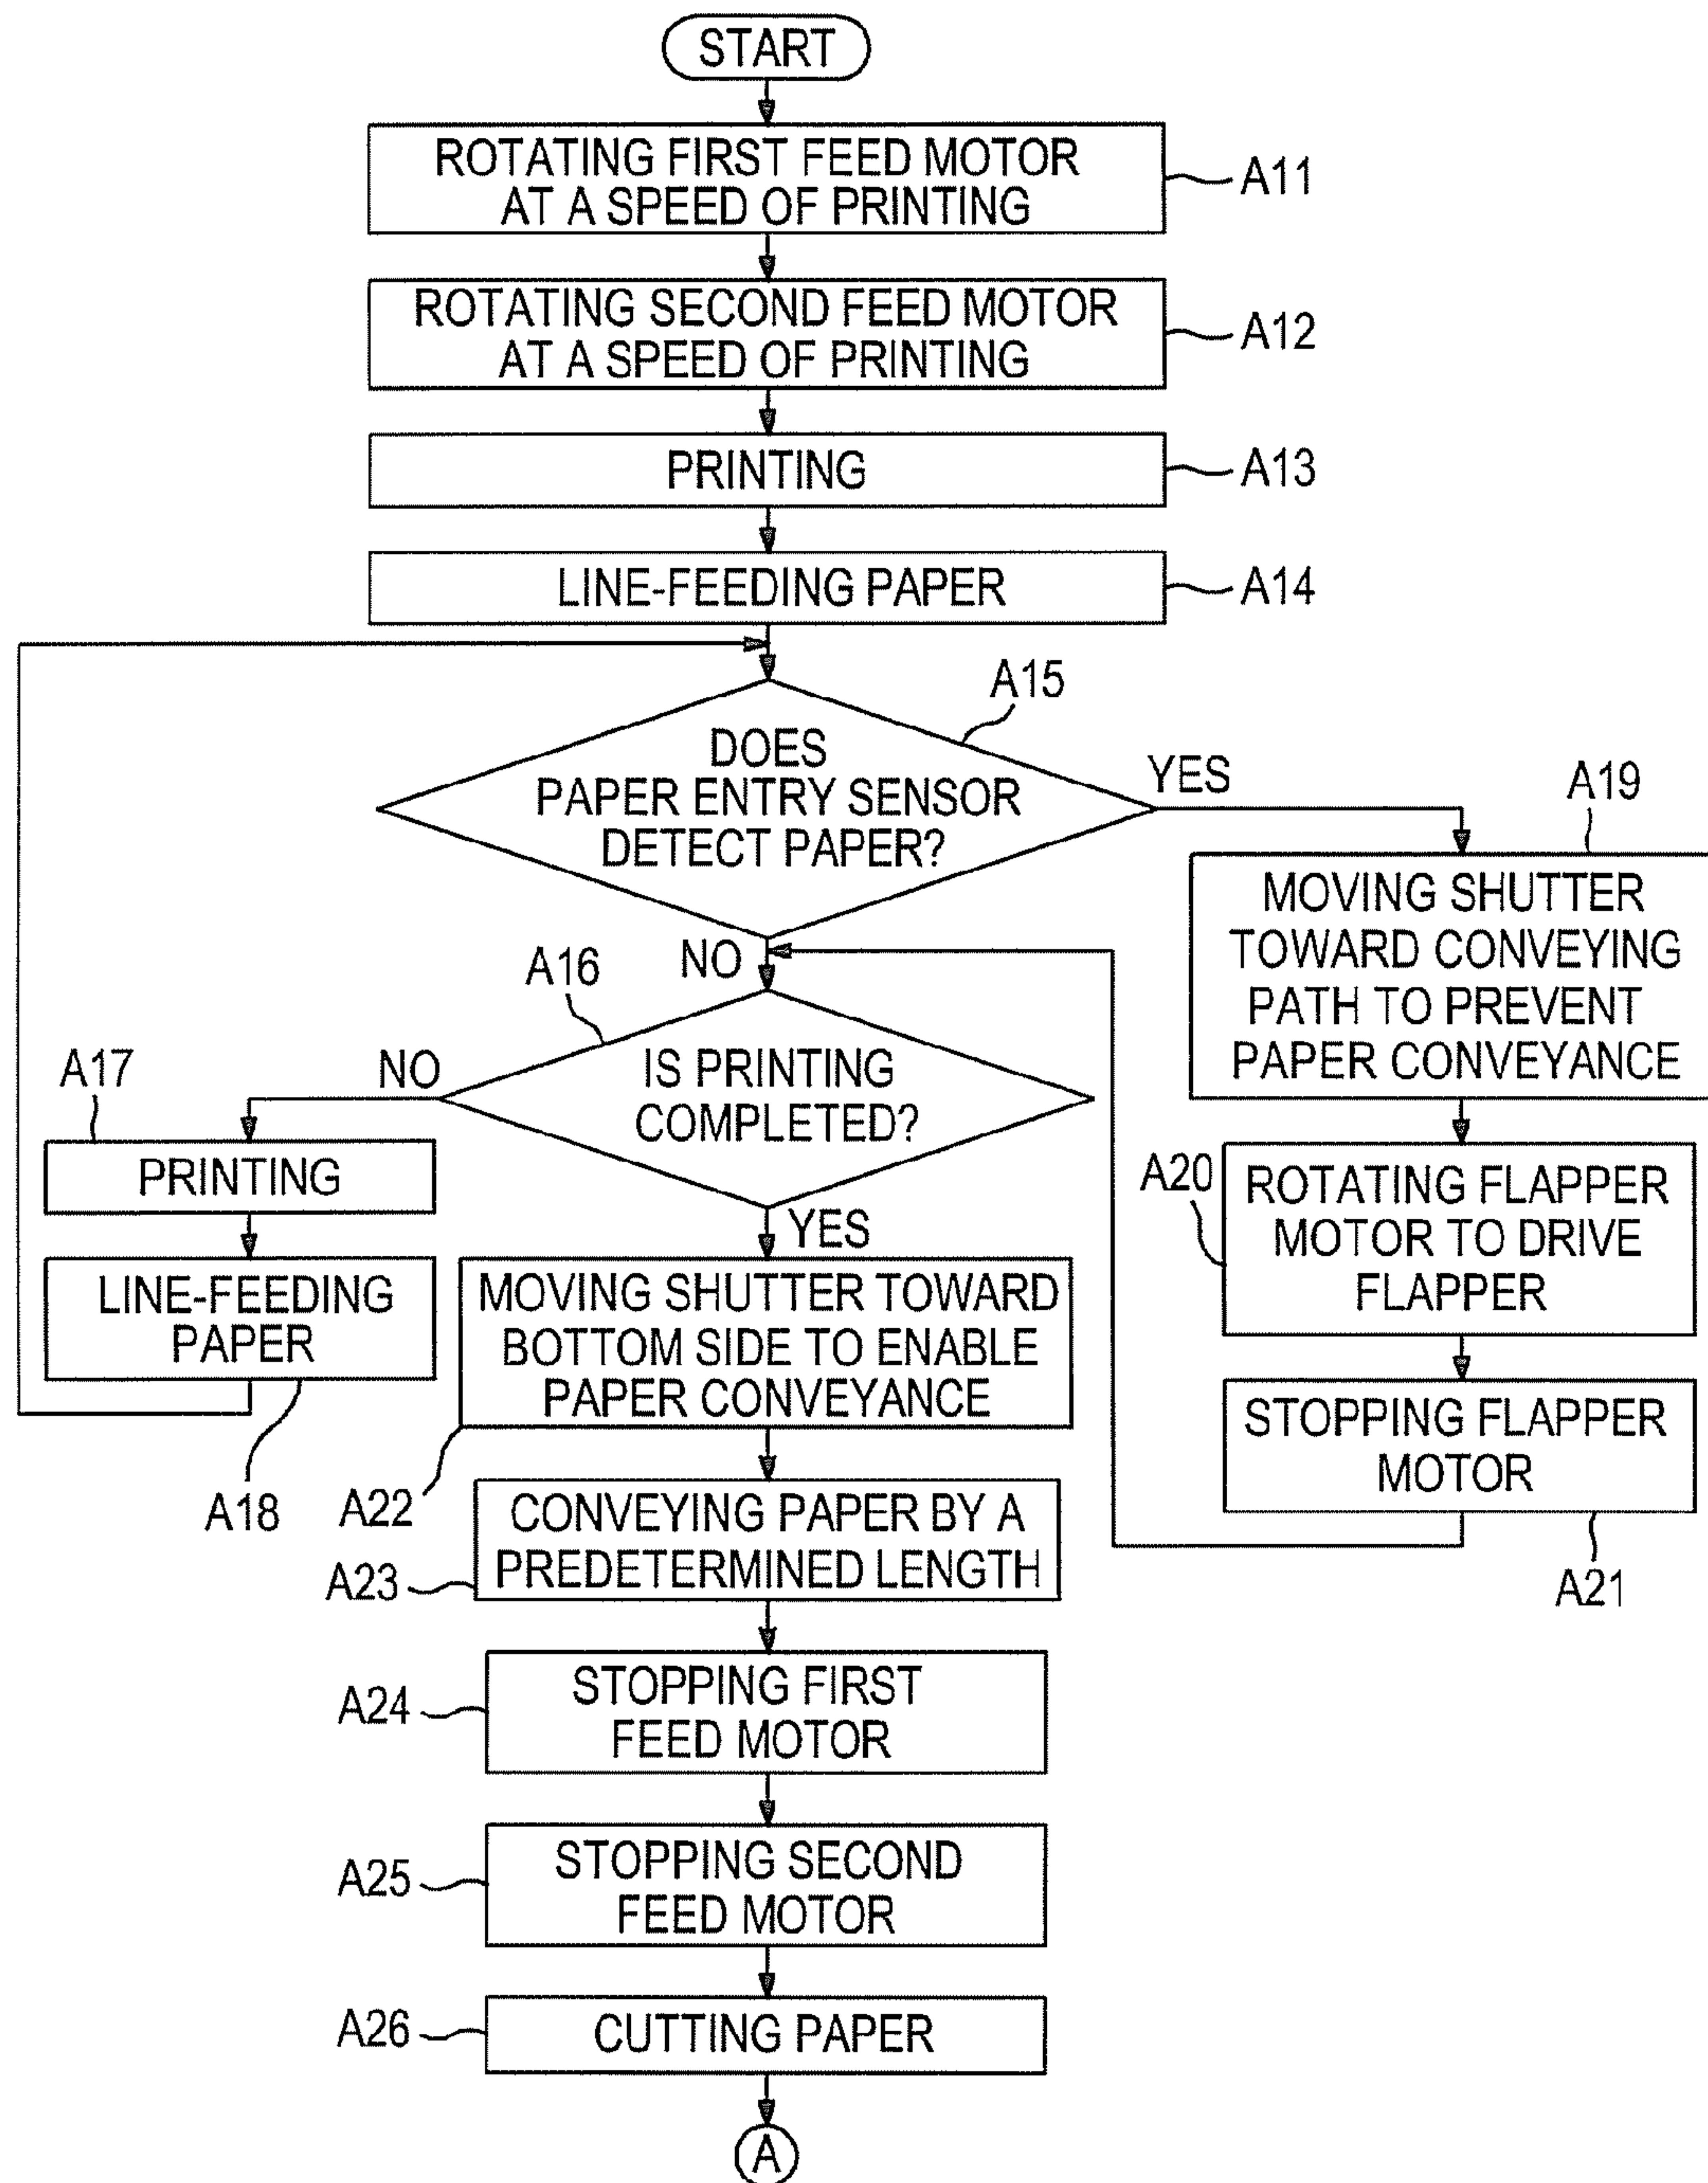 START
ROTATING FIRST FEED MOTOR
AT A SPEED OF PRINTING
A11
ROTATING SECOND FEED MOTOR
AT A SPEED OF PRINTING
A12
PRINTING
A13
LINE-FEEDING PAPER
A14
A15
DOES
PAPER ENTRY SENSOR
DETECT PAPER?
YES
NO
A19
MOVING SHUTTER
TOWARD CONVEYING
PATH TO PREVENT
PAPER CONVEYANCE
A16
IS PRINTING
COMPLETED?
NO
YES
A17
PRINTING
LINE-FEEDING
PAPER
A18
A20
ROTATING FLAPPER
MOTOR TO DRIVE
FLAPPER
STOPPING FLAPPER
MOTOR
A21
MOVING SHUTTER TOWARD
BOTTOM SIDE TO ENABLE
PAPER CONVEYANCE
A22
CONVEYING PAPER BY A
PREDETERMINED LENGTH
A23
STOPPING FIRST
FEED MOTOR
A24
STOPPING SECOND
FEED MOTOR
A25
CUTTING PAPER
A26
A